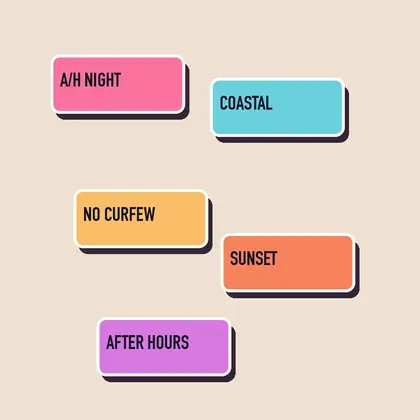 A/H NIGHT
COASTAL
NO CURFEW
SUNSET
AFTER HOURS